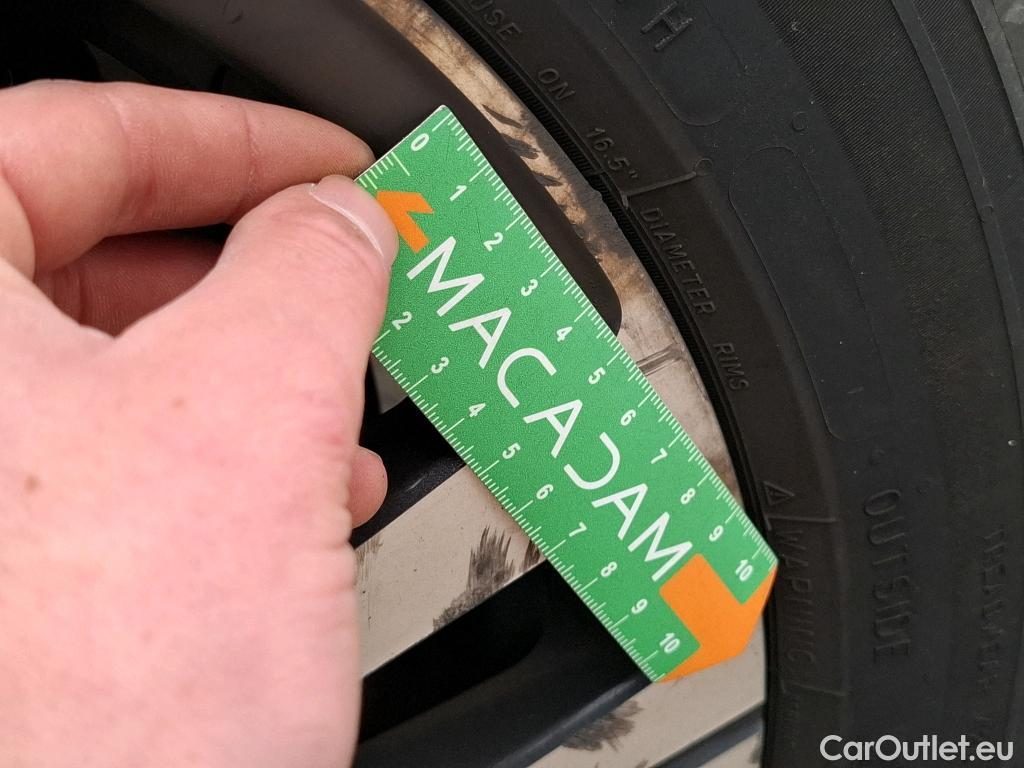 USE ON 16.5" DIAMETER RIMS
H
0 1 2 3 4 5 6 7 8 9 10
MACADAM
2 3 4 5 6 7 8 9 10
OUTSIDE
WARNING
CarOutlet.eu